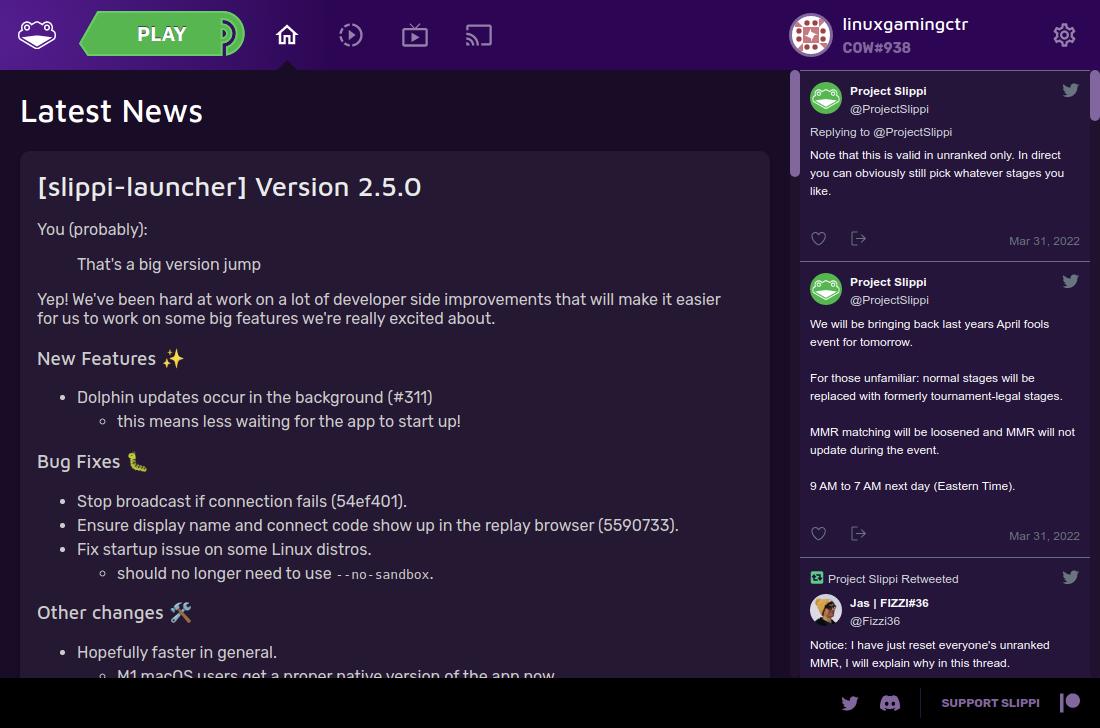 PLAY
linuxgamingctr
COW#938
Latest News
[slippi-launcher] Version 2.5.0
You (probably):
That's a big version jump
Yep! We've been hard at work on a lot of developer side improvements that will make it easier
for us to work on some big features we're really excited about.
New Features ✨
• Dolphin updates occur in the background (#311)
◦ this means less waiting for the app to start up!
Bug Fixes 🐛
• Stop broadcast if connection fails (54ef401).
• Ensure display name and connect code show up in the replay browser (5590733).
• Fix startup issue on some Linux distros.
◦ should no longer need to use --no-sandbox.
Other changes 🛠️
• Hopefully faster in general.
◦ M1 macOS users get a proper native version of the app now
Project Slippi
@ProjectSlippi
Replying to @ProjectSlippi
Note that this is valid in unranked only. In direct
you can obviously still pick whatever stages you
like.
Mar 31, 2022
Project Slippi
@ProjectSlippi
We will be bringing back last years April fools
event for tomorrow.
For those unfamiliar: normal stages will be
replaced with formerly tournament-legal stages.
MMR matching will be loosened and MMR will not
update during the event.
9 AM to 7 AM next day (Eastern Time).
Mar 31, 2022
Project Slippi Retweeted
Jas | FIZZI#36
@Fizzi36
Notice: I have just reset everyone's unranked
MMR, I will explain why in this thread.
SUPPORT SLIPPI